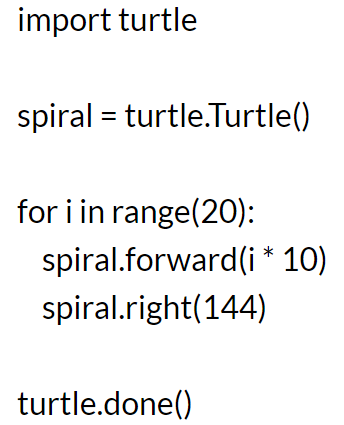 import turtle

spiral = turtle.Turtle()

for i in range(20):
    spiral.forward(i * 10)
    spiral.right(144)

turtle.done()